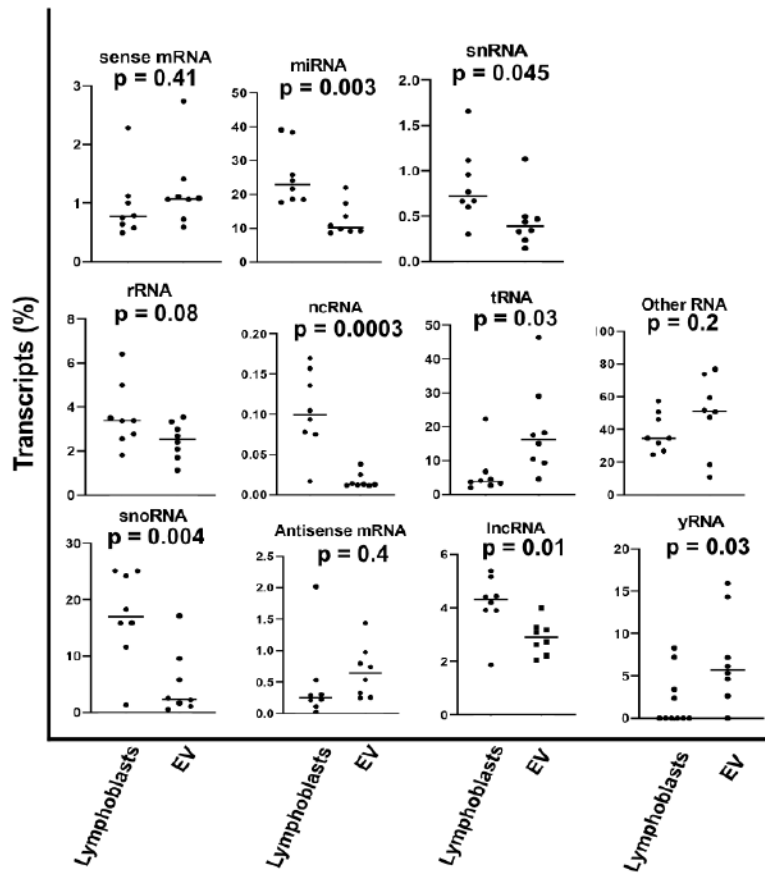 sense mRNA
p = 0.41
3
2
1
0
miRNA
p = 0.003
50
40
30
20
10
0
snRNA
p = 0.045
2.0
1.5
1.0
0.5
0.0
Transcripts (%)
rRNA
p = 0.08
8
6
4
2
0
ncRNA
p = 0.0003
0.20
0.15
0.10
0.05
0.00
tRNA
p = 0.03
50
40
30
20
10
0
Other RNA
p = 0.2
80
60
40
20
0
snoRNA
p = 0.004
30
20
10
0
Antisense mRNA
p = 0.4
2.5
2.0
1.5
1.0
0.5
0.0
lncRNA
p = 0.01
6
4
2
0
yRNA
p = 0.03
20
15
10
5
0
Lymphoblasts
EV
Lymphoblasts
EV
Lymphoblasts
EV
Lymphoblasts
EV